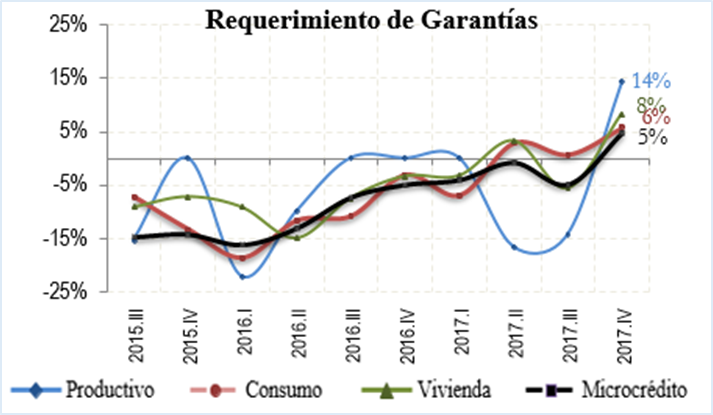 Requerimiento de Garantías
25%
15%
5%
-5%
-15%
-25%
14%
8%
6%
5%
2015.III
2015.IV
2016.I
2016.II
2016.III
2016.IV
2017.I
2017.II
2017.III
2017.IV
Productivo Consumo Vivienda Microcrédito